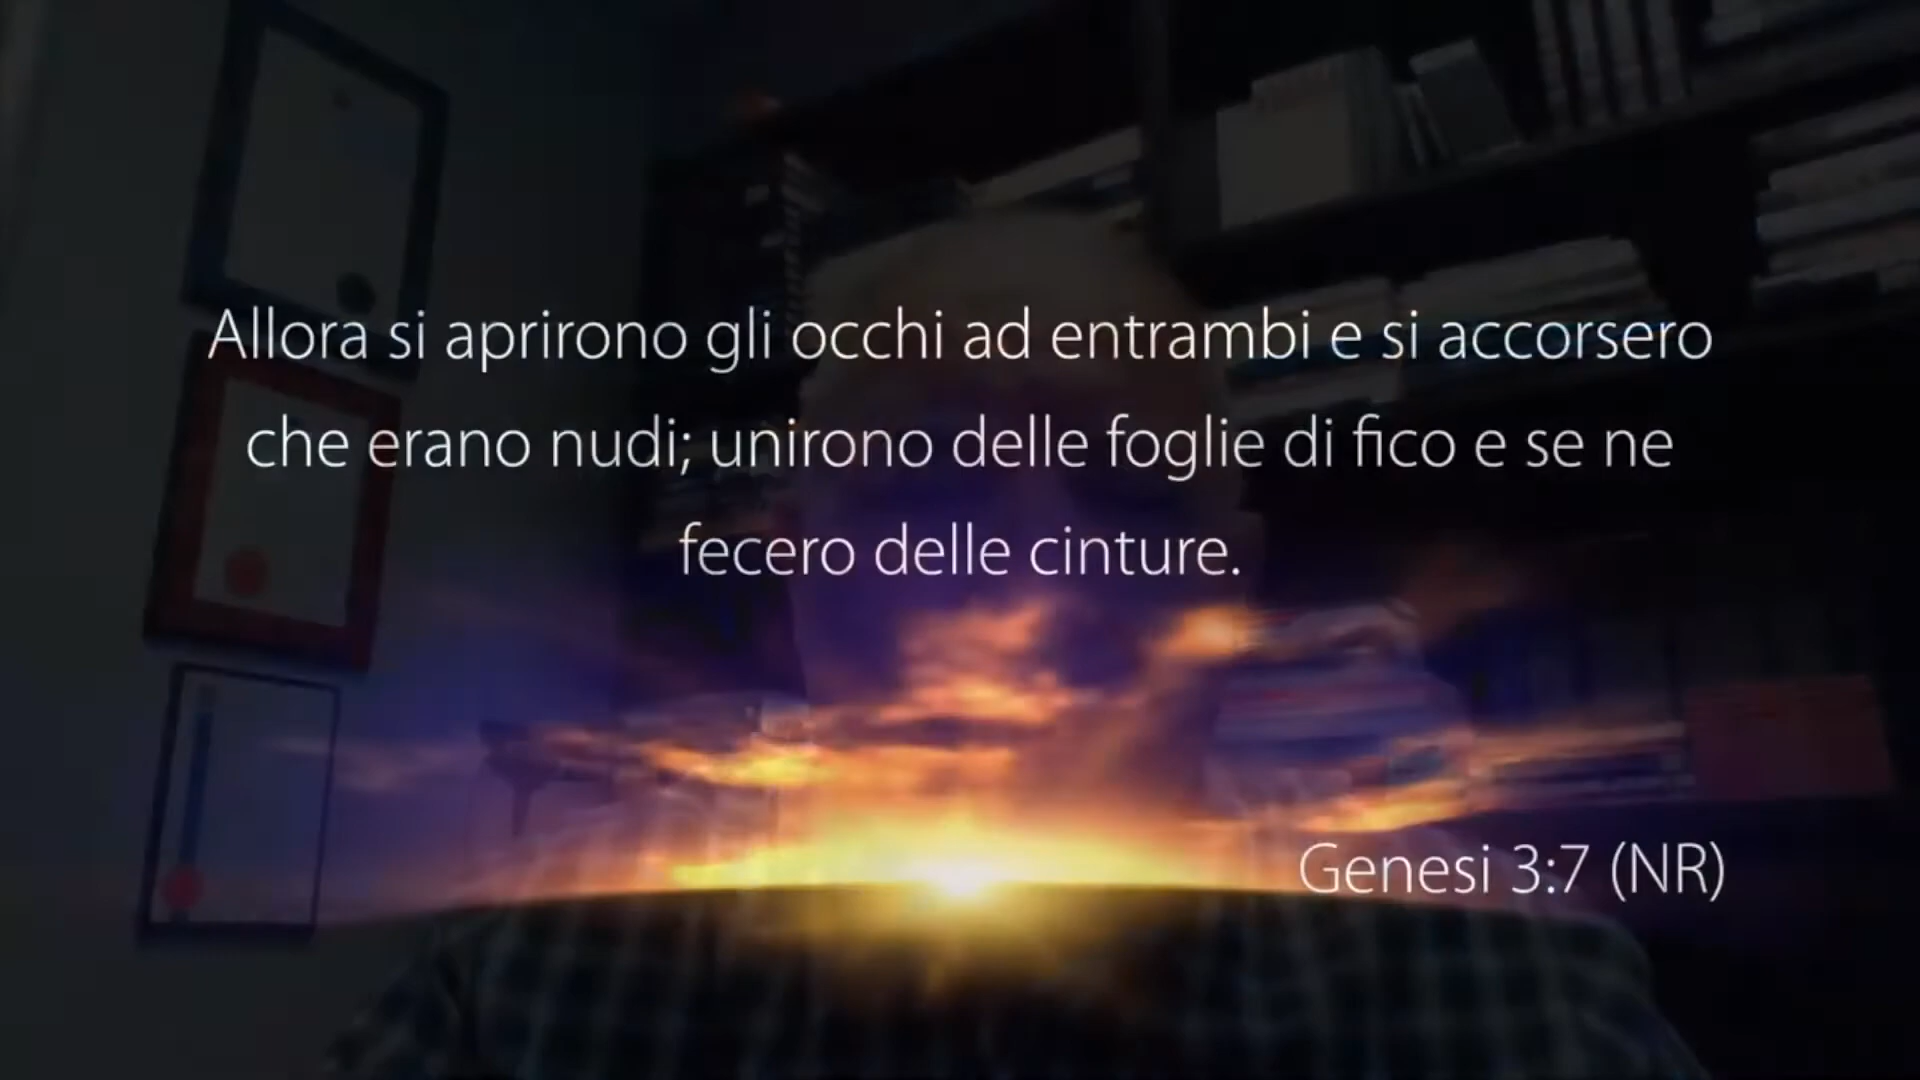 Allora si aprirono gli occhi ad entrambi e si accorsero
che erano nudi; unirono delle foglie di fico e se ne
fecero delle cinture.
Genesi 3:7 (NR)